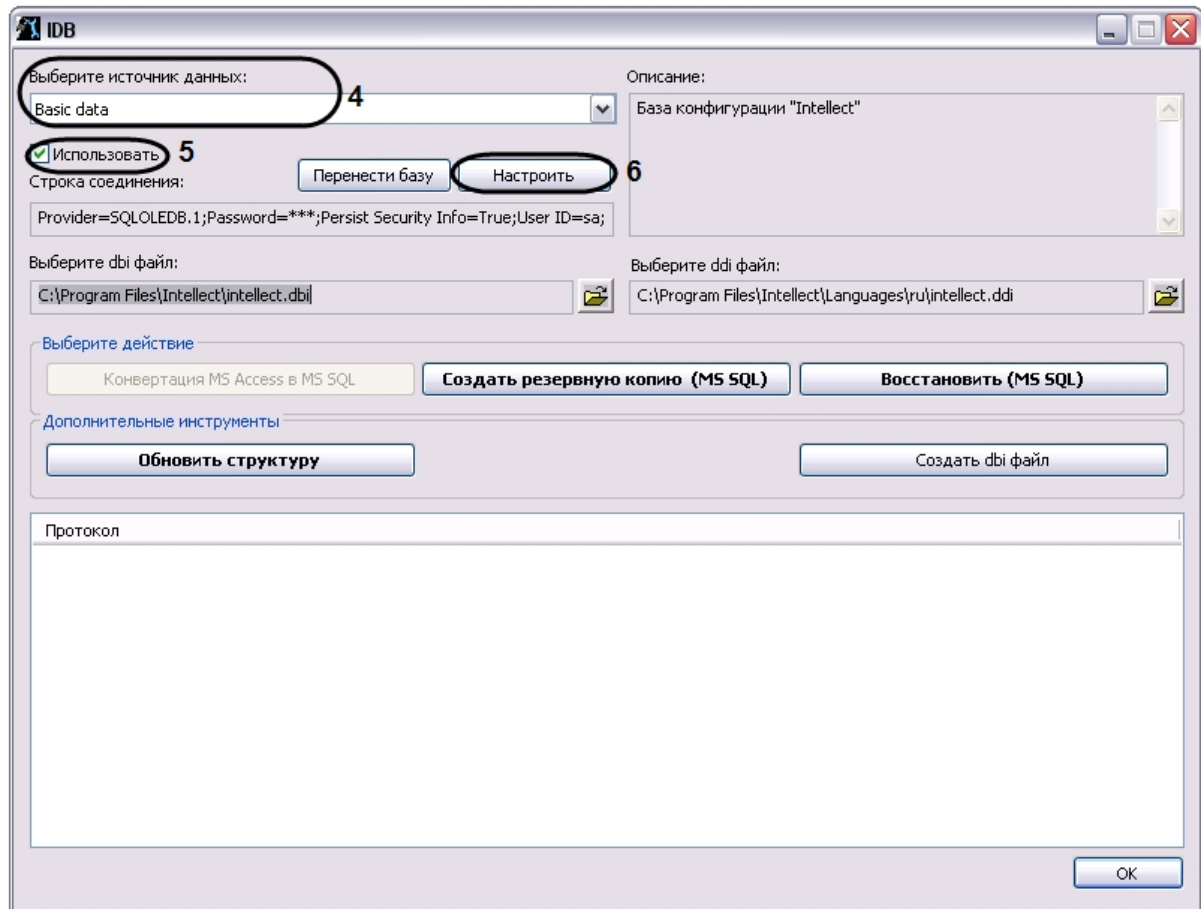 IDB
Выберите источник данных:
Basic data
4
Использовать 5
Перенести базу
Настроить 6
Строка соединения:
Provider=SQLOLEDB.1;Password=***;Persist Security Info=True;User ID=sa;
Описание:
База конфигурации "Intellect"
Выберите dbi файл:
C:\Program Files\Intellect\intellect.dbi
Выберите ddi файл:
C:\Program Files\Intellect\Languages\ru\intellect.ddi
Выберите действие
Конвертация MS Access в MS SQL
Создать резервную копию (MS SQL)
Восстановить (MS SQL)
Дополнительные инструменты
Обновить структуру
Создать dbi файл
Протокол
OK